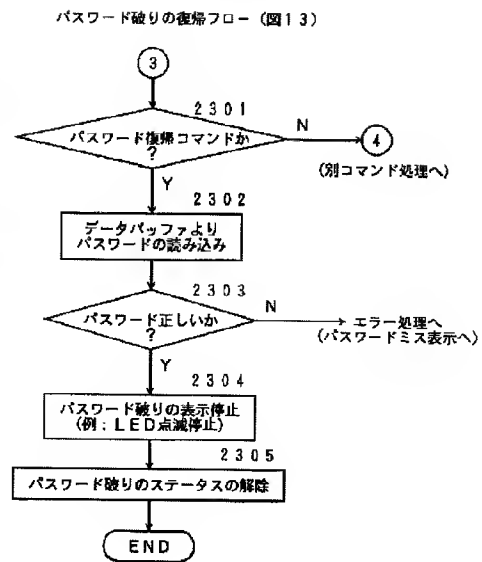 パスワード破りの復帰フロー(図13)
3
2301
パスワード復帰コマンドか
?
N
4
(別コマンド処理へ)
Y
2302
データバッファより
パスワードの読み込み
2303
パスワード正しいか
?
N
エラー処理へ
(パスワードミス表示へ)
Y
2304
パスワード破りの表示停止
(例:LED点滅停止)
2305
パスワード破りのステータスの解除
END